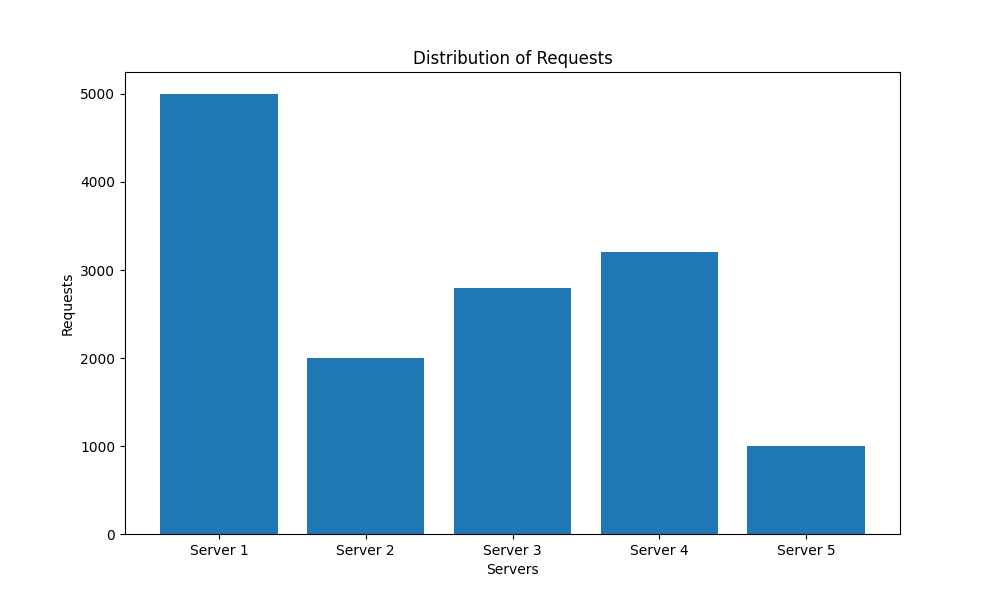 Distribution of Requests
Requests
5000
4000
3000
2000
1000
0
Server 1 Server 2 Server 3 Server 4 Server 5
Servers